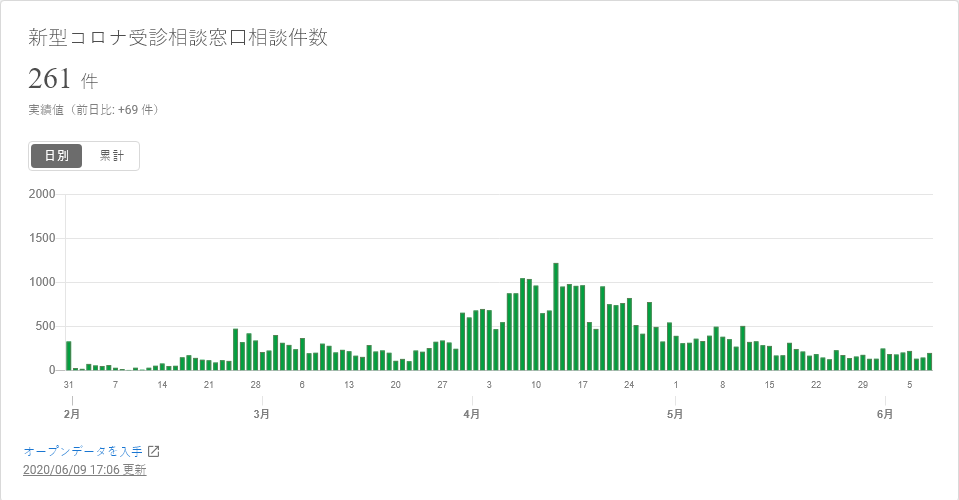 新型コロナ受診相談窓口相談件数
261 件
実績値（前日比: +69 件）
日別 累計
2000
1500
1000
500
0
31 7 14 21 28 6 13 20 27 3 10 17 24 1 8 15 22 29 5
2月 3月 4月 5月 6月
オープンデータを入手
2020/06/09 17:06 更新